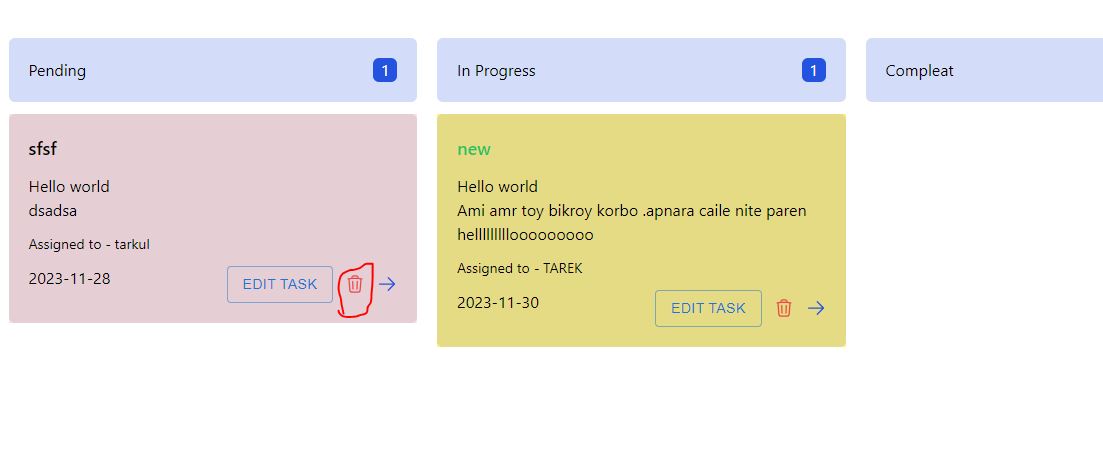 Pending
1
In Progress
1
Compleat
sfsf
Hello world
dsadsa
Assigned to - tarkul
2023-11-28
EDIT TASK
new
Hello world
Ami amr toy bikroy korbo .apnara caile nite paren
helllllllllooooooooo
Assigned to - TAREK
2023-11-30
EDIT TASK